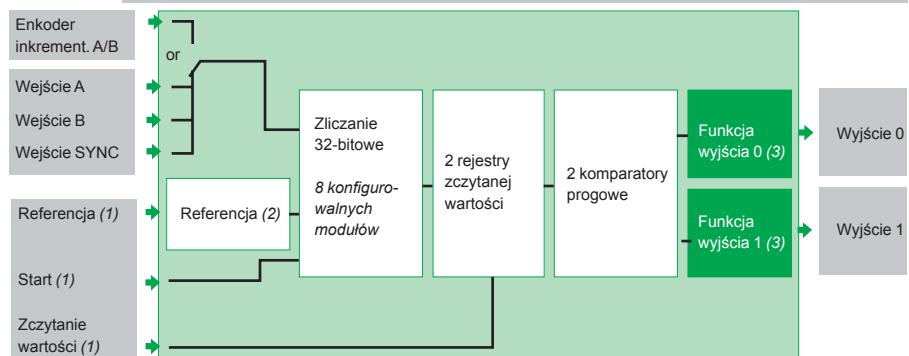 Enkoder
inkrement. A/B
or
Wejście A
Wejście B
Wejście SYNC
Referencja (1)
Start (1)
Zczytanie
wartości (1)
Referencja (2)
Zliczanie
32-bitowe
8 konfiguro-
walnych
modułów
2 rejestry
zczytanej
wartości
2 komparatory
progowe
Funkcja
wyjścia 0 (3)
Funkcja
wyjścia 1 (3)
Wyjście 0
Wyjście 1